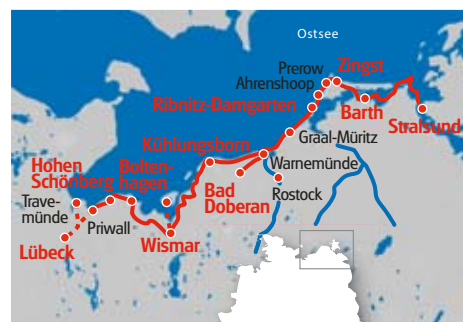 Ostsee
Prerow
Zingst
Ahrenshoop
Ribnitz-Damgarten
Barth
Stralsund
Graal-Müritz
Kühlungsborn
Warnemünde
Hohen
Schönberg
Bolten-
hagen
Bad
Doberan
Rostock
Trave-
münde
Priwall
Lübeck
Wismar